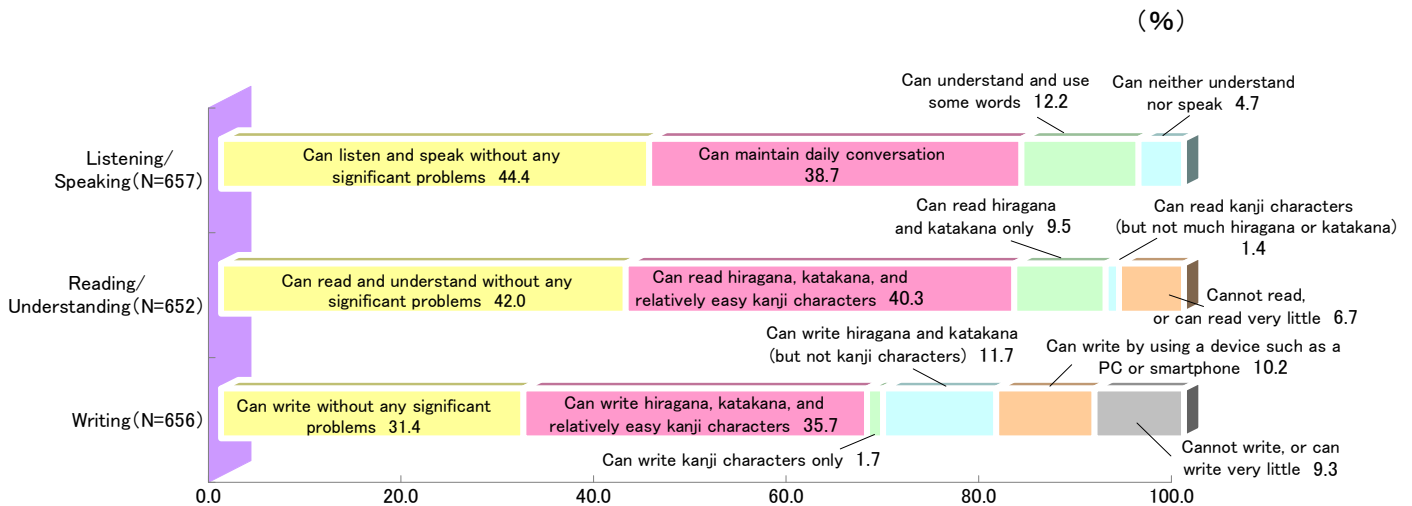 （%）
Can understand and use
some words 12.2
Can neither understand
nor speak 4.7
Listening/
Speaking（N=657）
Can listen and speak without any
significant problems 44.4
Can maintain daily conversation
38.7
Can read hiragana
and katakana only 9.5
Can read kanji characters
(but not much hiragana or katakana)
1.4
Reading/
Understanding（N=652）
Can read and understand without any
significant problems 42.0
Can read hiragana, katakana, and
relatively easy kanji characters 40.3
Cannot read,
or can read very little 6.7
Can write hiragana and katakana
(but not kanji characters) 11.7
Can write by using a device such as a
PC or smartphone 10.2
Writing（N=656）
Can write without any significant
problems 31.4
Can write hiragana, katakana, and
relatively easy kanji characters 35.7
Can write kanji characters only 1.7
Cannot write, or can
write very little 9.3
0.0 20.0 40.0 60.0 80.0 100.0